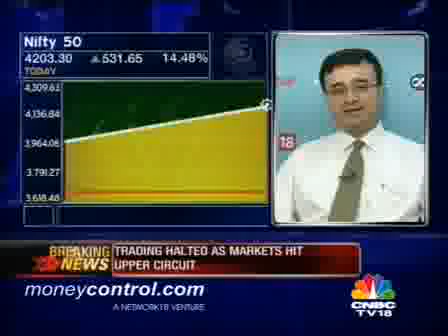 Nifty 50
4203.30 531.65 14.48%
TODAY
4,309.63
4,136.84
3,964.06
3,791.27
3,618.48
18
BREAKING NEWS
TRADING HALTED AS MARKETS HIT
UPPER CIRCUIT
moneycontrol.com
A NETWORK18 VENTURE
CNBC
TV18